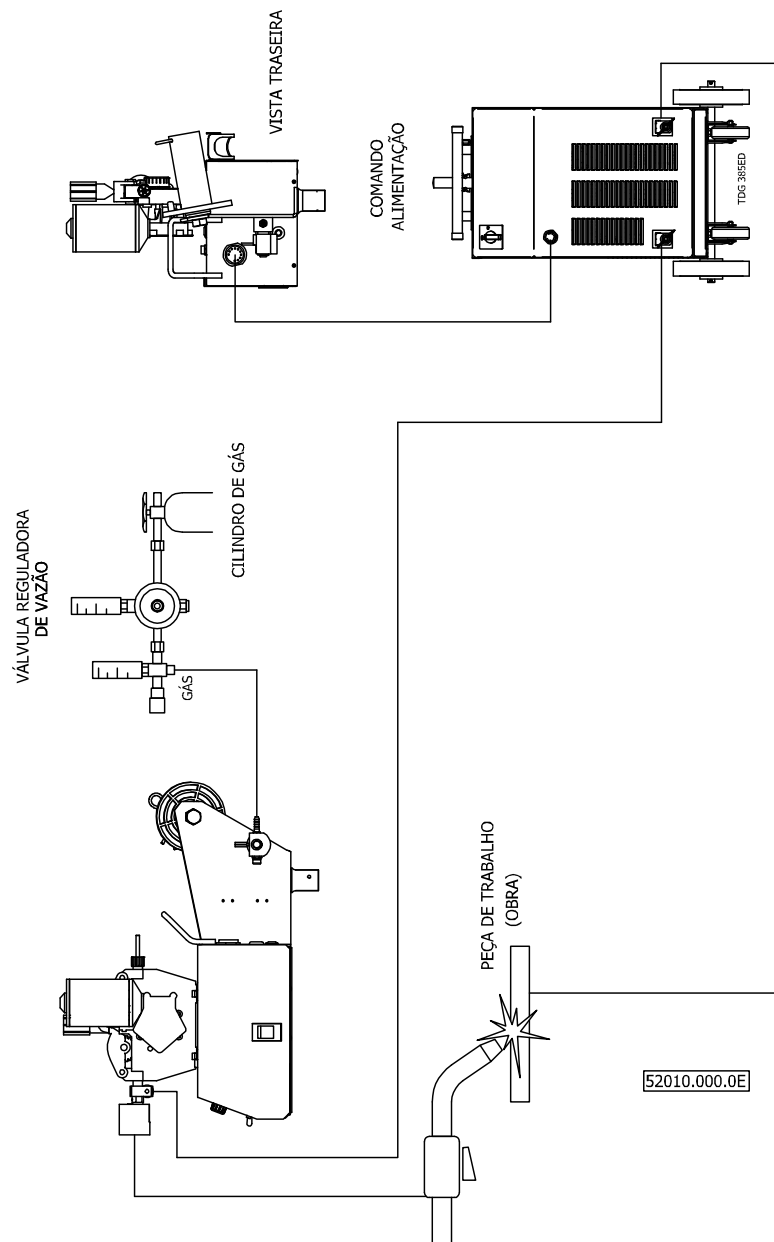 VISTA TRASEIRA
COMANDO
ALIMENTAÇÃO
TDG 385ED
VÁLVULA REGULADORA
DE VAZÃO
CILINDRO DE GÁS
GÁS
PEÇA DE TRABALHO
(OBRA)
52010.000.0E